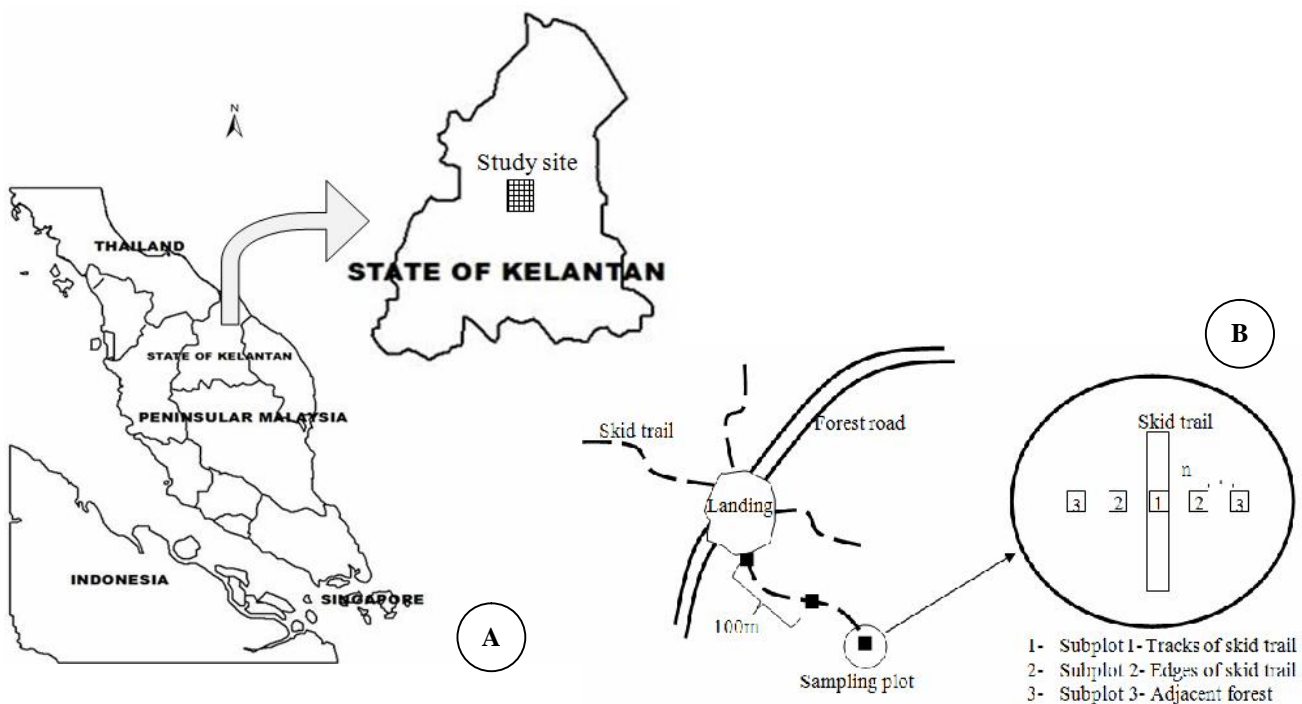 N
Study site
THAILAND
STATE OF KELANTAN
STATE OF KELANTAN
PENINSULAR MALAYSIA
INDONESIA
SINGAPORE
A
B
Skid trail
Forest road
Landing
100m
Sampling plot
Skid trail
n
3 2 1 2 3
1- Subplot 1- Tracks of skid trail
2- Subplot 2- Edges of skid trail
3- Subplot 3- Adjacent forest